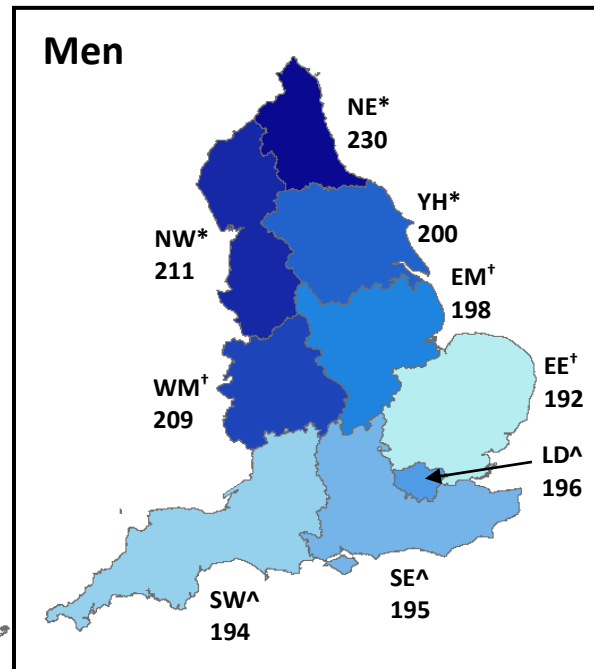 Men
NE*
230
YH*
200
NW*
211
EM†
198
EE†
192
WM†
209
LD^
196
SE^
195
SW^
194